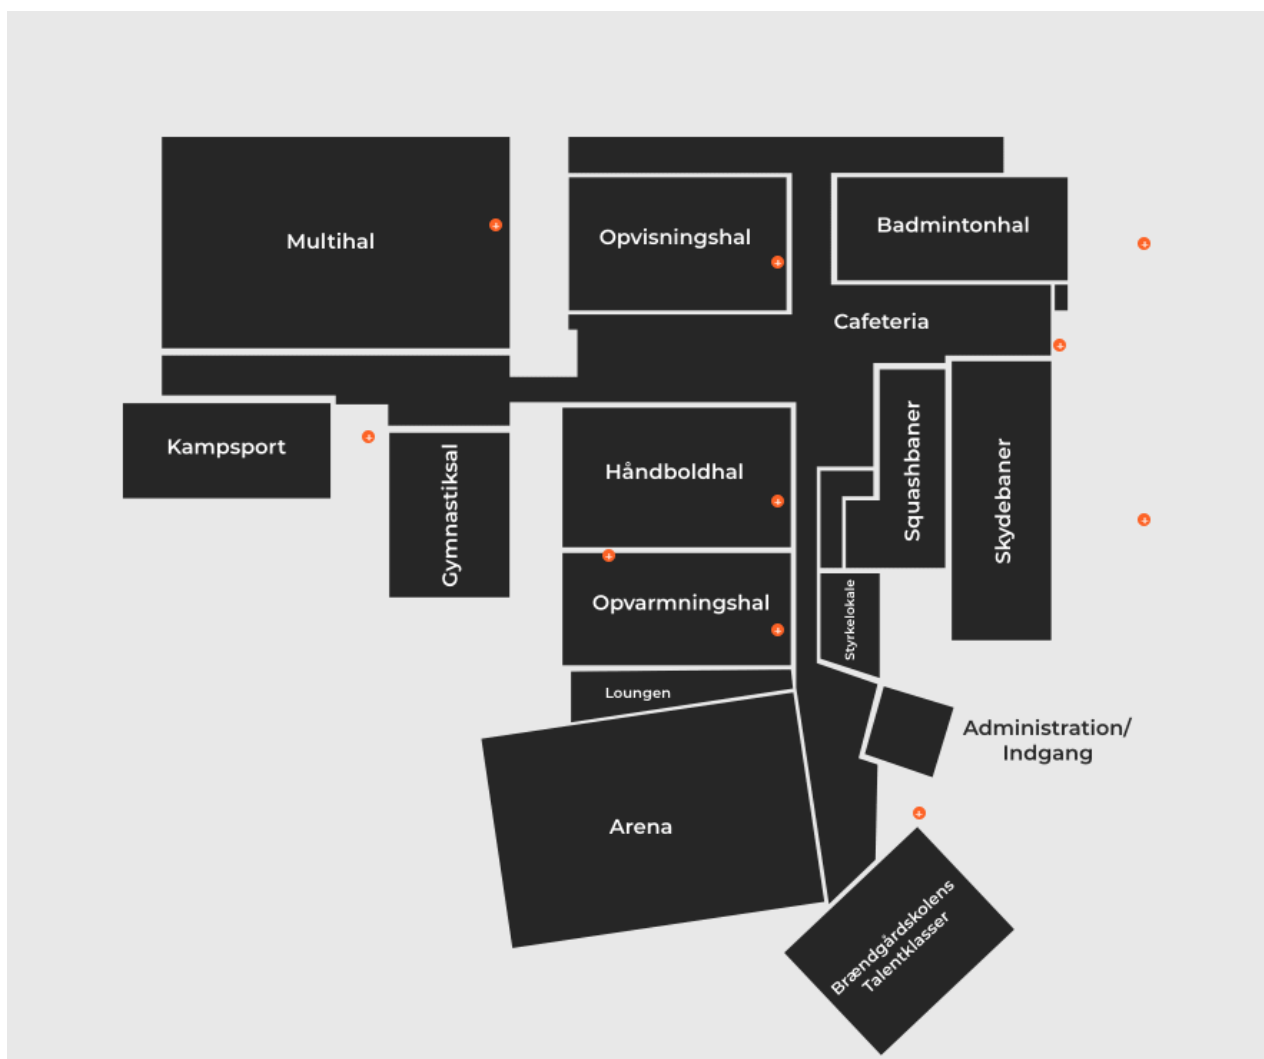 Multihal
Opvisningshal
Badmintonhal
Cafeteria
Kampsport
Gymnastiksal
Håndboldhal
Squashbaner
Skydebaner
Opvarmningshal
Styrkelokale
Loungen
Administration/
Indgang
Arena
Brændgårdskolens
Talentklasser